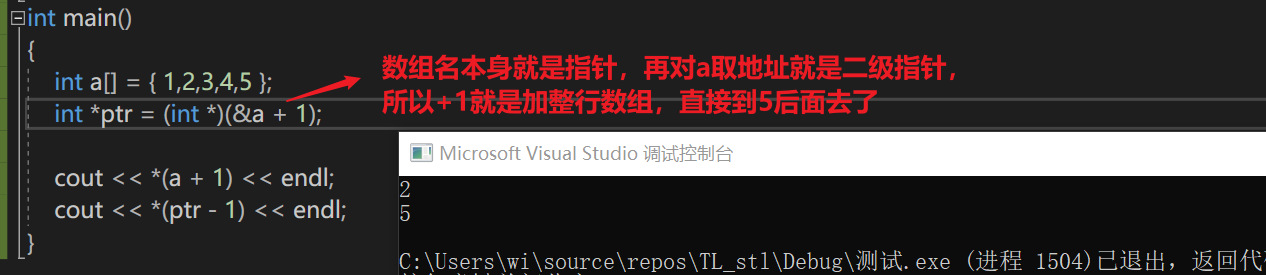 int main()
{
int a[] = { 1,2,3,4,5 };
int *ptr = (int *)(&a + 1);
数组名本身就是指针，再对a取地址就是二级指针，
所以+1就是加整行数组，直接到5后面去了
cout << *(a + 1) << endl;
cout << *(ptr - 1) << endl;
}
Microsoft Visual Studio 调试控制台
2
5
C:\Users\wi\source\repos\TL_stl\Debug\测试.exe (进程 1504)已退出，返回代